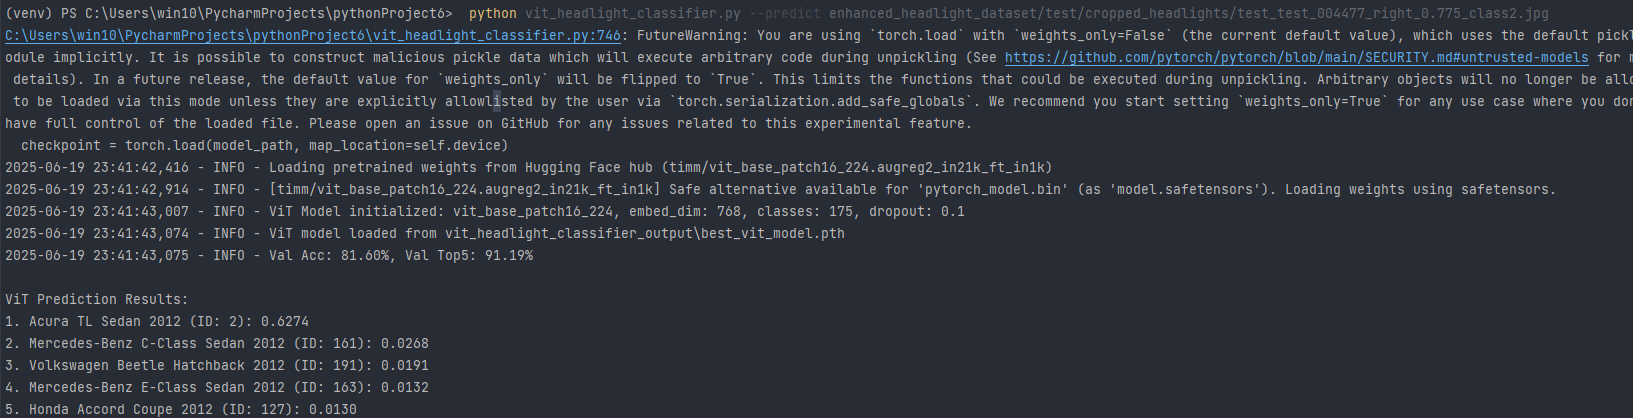 (venv) PS C:\Users\win10\PycharmProjects\pythonProject6>  python vit_headlight_classifier.py --predict enhanced_headlight_dataset/test/cropped_headlights/test_test_004477_right_0.775_class2.jpg
C:\Users\win10\PycharmProjects\pythonProject6\vit_headlight_classifier.py:746: FutureWarning: You are using `torch.load` with `weights_only=False` (the current default value), which uses the default pickl
odule implicitly. It is possible to construct malicious pickle data which will execute arbitrary code during unpickling (See https://github.com/pytorch/pytorch/blob/main/SECURITY.md#untrusted-models for m
 details). In a future release, the default value for `weights_only` will be flipped to `True`. This limits the functions that could be executed during unpickling. Arbitrary objects will no longer be allo
 to be loaded via this mode unless they are explicitly allowlisted by the user via `torch.serialization.add_safe_globals`. We recommend you start setting `weights_only=True` for any use case where you don
have full control of the loaded file. Please open an issue on GitHub for any issues related to this experimental feature.
  checkpoint = torch.load(model_path, map_location=self.device)
2025-06-19 23:41:42,416 - INFO - Loading pretrained weights from Hugging Face hub (timm/vit_base_patch16_224.augreg2_in21k_ft_in1k)
2025-06-19 23:41:42,914 - INFO - [timm/vit_base_patch16_224.augreg2_in21k_ft_in1k] Safe alternative available for 'pytorch_model.bin' (as 'model.safetensors'). Loading weights using safetensors.
2025-06-19 23:41:43,007 - INFO - ViT Model initialized: vit_base_patch16_224, embed_dim: 768, classes: 175, dropout: 0.1
2025-06-19 23:41:43,074 - INFO - ViT model loaded from vit_headlight_classifier_output\best_vit_model.pth
2025-06-19 23:41:43,075 - INFO - Val Acc: 81.60%, Val Top5: 91.19%
ViT Prediction Results:
1. Acura TL Sedan 2012 (ID: 2): 0.6274
2. Mercedes-Benz C-Class Sedan 2012 (ID: 161): 0.0268
3. Volkswagen Beetle Hatchback 2012 (ID: 191): 0.0191
4. Mercedes-Benz E-Class Sedan 2012 (ID: 163): 0.0132
5. Honda Accord Coupe 2012 (ID: 127): 0.0130